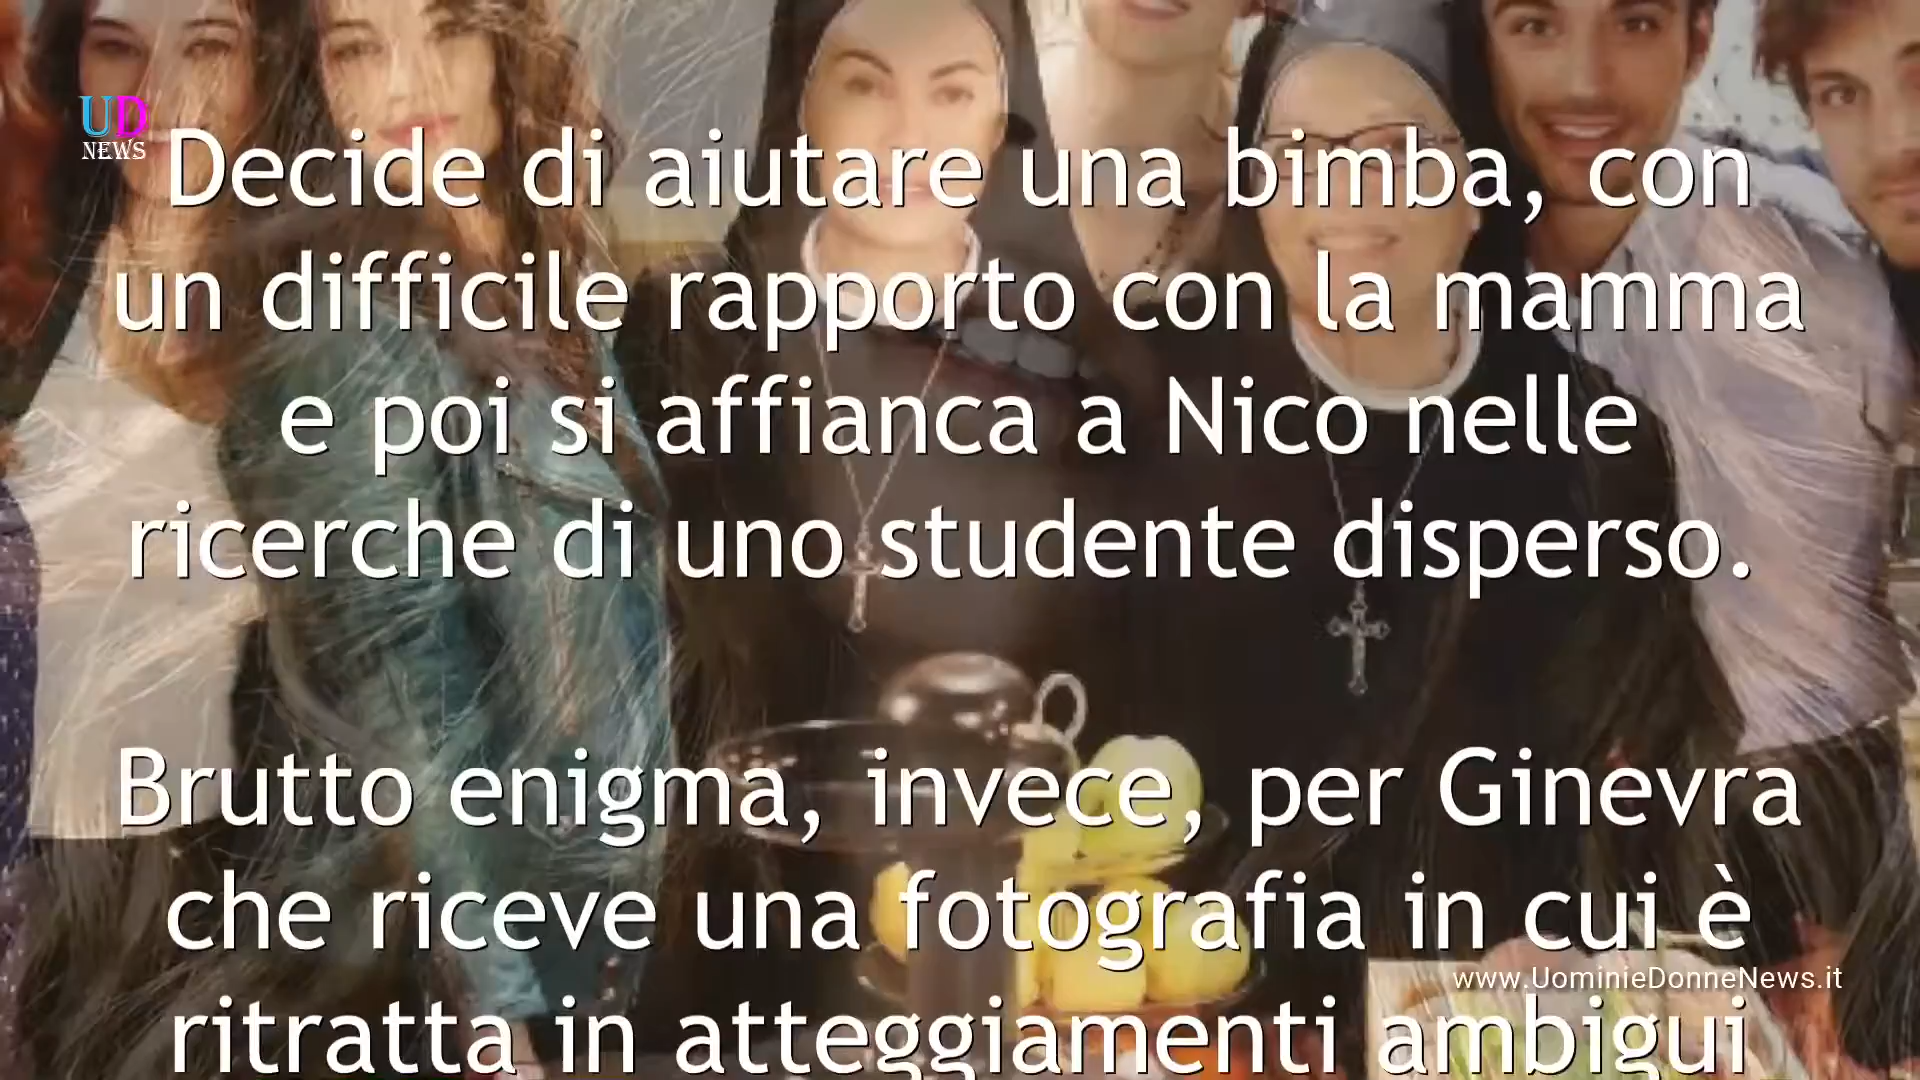 UD
NEWS
Decide di aiutare una bimba, con
un difficile rapporto con la mamma
e poi si affianca a Nico nelle
ricerche di uno studente disperso.
Brutto enigma, invece, per Ginevra
che riceve una fotografia in cui è
www.UominieDonneNews.it
ritratta in atteggiamenti ambigui